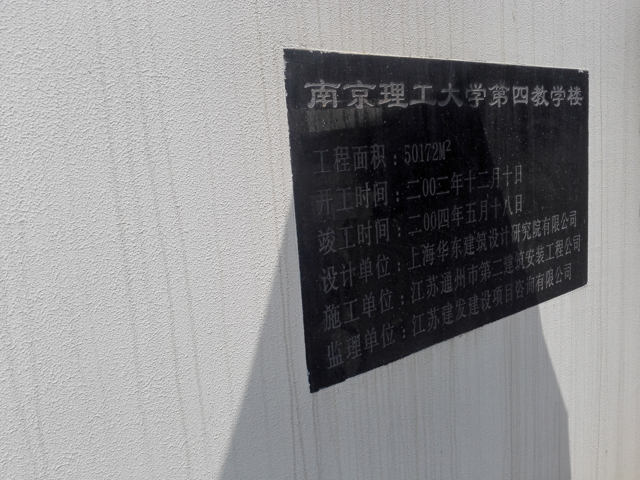 南京理工大学第四教学楼
工程面积：50172M²
开工时间：二00二年十二月十日
竣工时间：二00四年五月十八日
设计单位：上海华东建筑设计研究院有限公司
施工单位：江苏通州市第二建筑安装工程公司
监理单位：江苏建发建设项目咨询有限公司